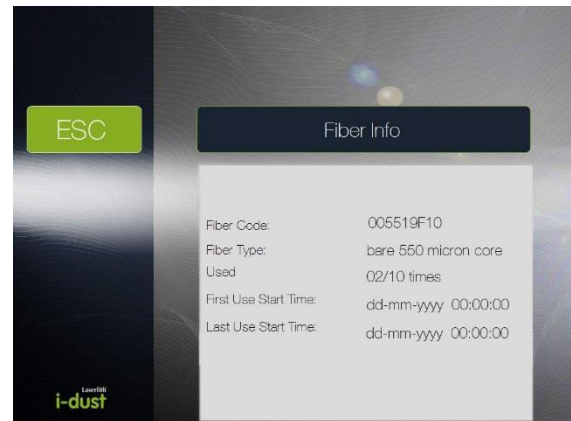 ESC
Fiber Info
Fiber Code: 005519F10
Fiber Type: bare 550 micron core
Used 02/10 times
First Use Start Time: dd-mm-yyyy 00:00:00
Last Use Start Time: dd-mm-yyyy 00:00:00
Laserlith
i-dust